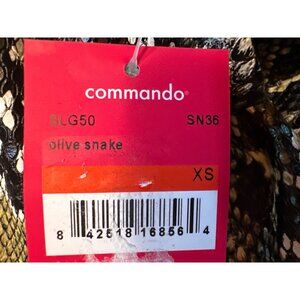 commando®
SLG50 SN36
olive snake
XS
8 42518 16856 4